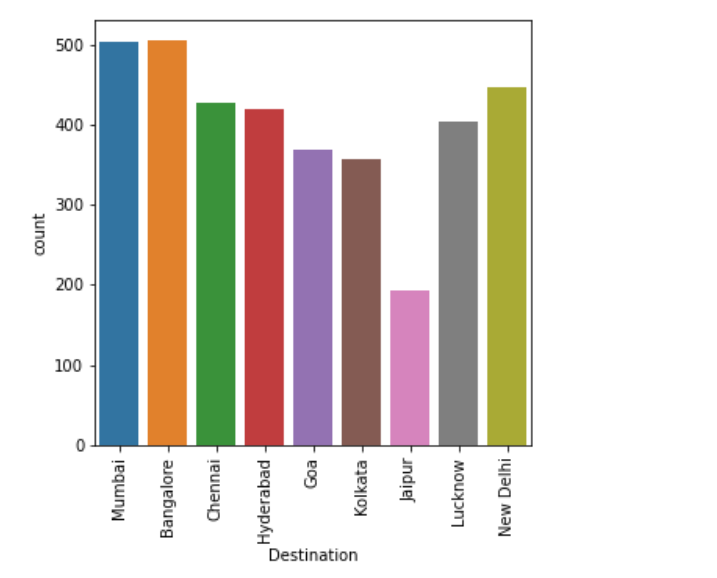 500
400
300
200
100
0
count
Mumbai
Bangalore
Chennai
Hyderabad
Goa
Kolkata
Jaipur
Lucknow
New Delhi
Destination